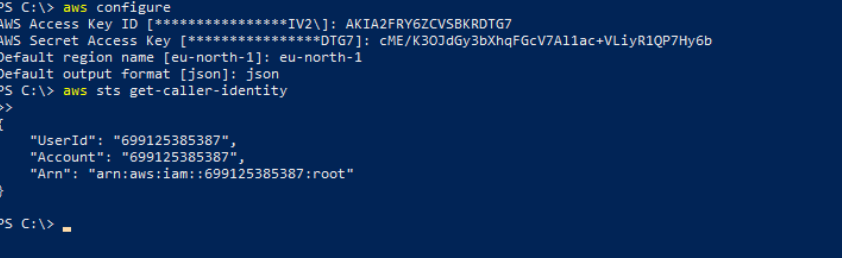 PS C:\> aws configure
AWS Access Key ID [****************IV2\]: AKIA2FRY6ZCVSBKRDTG7
AWS Secret Access Key [****************DTG7]: 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
Default region name [eu-north-1]: eu-north-1
Default output format [json]: json
PS C:\> aws sts get-caller-identity
>>
{
    "UserId": "699125385387",
    "Account": "699125385387",
    "Arn": "arn:aws:iam::699125385387:root"
}
PS C:\>